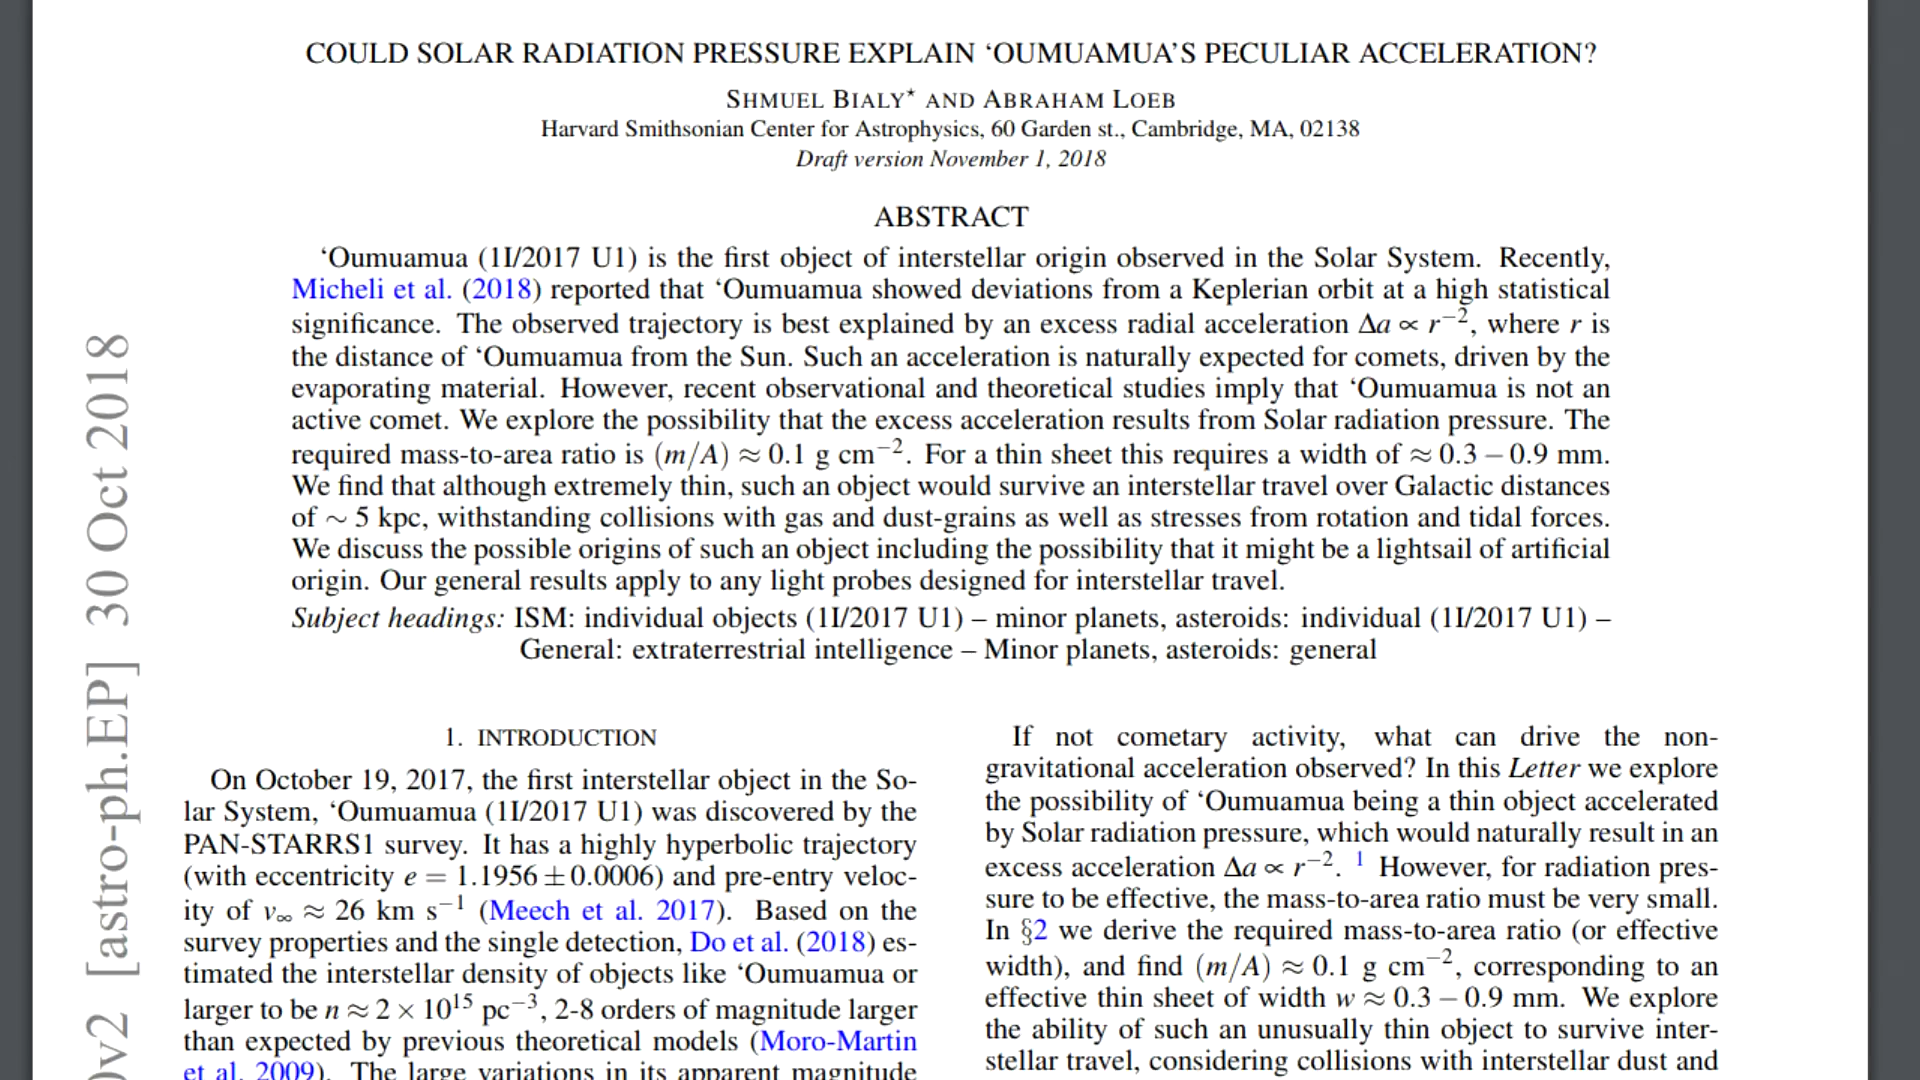 COULD SOLAR RADIATION PRESSURE EXPLAIN ‘OUMUAMUA’S PECULIAR ACCELERATION?
SHMUEL BIALY* AND ABRAHAM LOEB
Harvard Smithsonian Center for Astrophysics, 60 Garden st., Cambridge, MA, 02138
Draft version November 1, 2018
ABSTRACT
‘Oumuamua (1I/2017 U1) is the first object of interstellar origin observed in the Solar System. Recently,
Micheli et al. (2018) reported that ‘Oumuamua showed deviations from a Keplerian orbit at a high statistical
significance. The observed trajectory is best explained by an excess radial acceleration Δa ∝ r⁻², where r is
the distance of ‘Oumuamua from the Sun. Such an acceleration is naturally expected for comets, driven by the
evaporating material. However, recent observational and theoretical studies imply that ‘Oumuamua is not an
active comet. We explore the possibility that the excess acceleration results from Solar radiation pressure. The
required mass-to-area ratio is (m/A) ≈ 0.1 g cm⁻². For a thin sheet this requires a width of ≈ 0.3 – 0.9 mm.
We find that although extremely thin, such an object would survive an interstellar travel over Galactic distances
of ∼ 5 kpc, withstanding collisions with gas and dust-grains as well as stresses from rotation and tidal forces.
We discuss the possible origins of such an object including the possibility that it might be a lightsail of artificial
origin. Our general results apply to any light probes designed for interstellar travel.
Subject headings: ISM: individual objects (1I/2017 U1) – minor planets, asteroids: individual (1I/2017 U1) –
General: extraterrestrial intelligence – Minor planets, asteroids: general
1. INTRODUCTION
On October 19, 2017, the first interstellar object in the So-
lar System, ‘Oumuamua (1I/2017 U1) was discovered by the
PAN-STARRS1 survey. It has a highly hyperbolic trajectory
(with eccentricity e = 1.1956 ± 0.0006) and pre-entry veloc-
ity of v∞ ≈ 26 km s⁻¹ (Meech et al. 2017). Based on the
survey properties and the single detection, Do et al. (2018) es-
timated the interstellar density of objects like ‘Oumuamua or
larger to be n ≈ 2 × 10¹⁵ pc⁻³, 2-8 orders of magnitude larger
than expected by previous theoretical models (Moro-Martin
et al. 2009). The large variations in its apparent magnitude
If not cometary activity, what can drive the non-
gravitational acceleration observed? In this Letter we explore
the possibility of ‘Oumuamua being a thin object accelerated
by Solar radiation pressure, which would naturally result in an
excess acceleration Δa ∝ r⁻². ¹ However, for radiation pres-
sure to be effective, the mass-to-area ratio must be very small.
In §2 we derive the required mass-to-area ratio (or effective
width), and find (m/A) ≈ 0.1 g cm⁻², corresponding to an
effective thin sheet of width w ≈ 0.3 – 0.9 mm. We explore
the ability of such an unusually thin object to survive inter-
stellar travel, considering collisions with interstellar dust and
v2 [astro-ph.EP] 30 Oct 2018